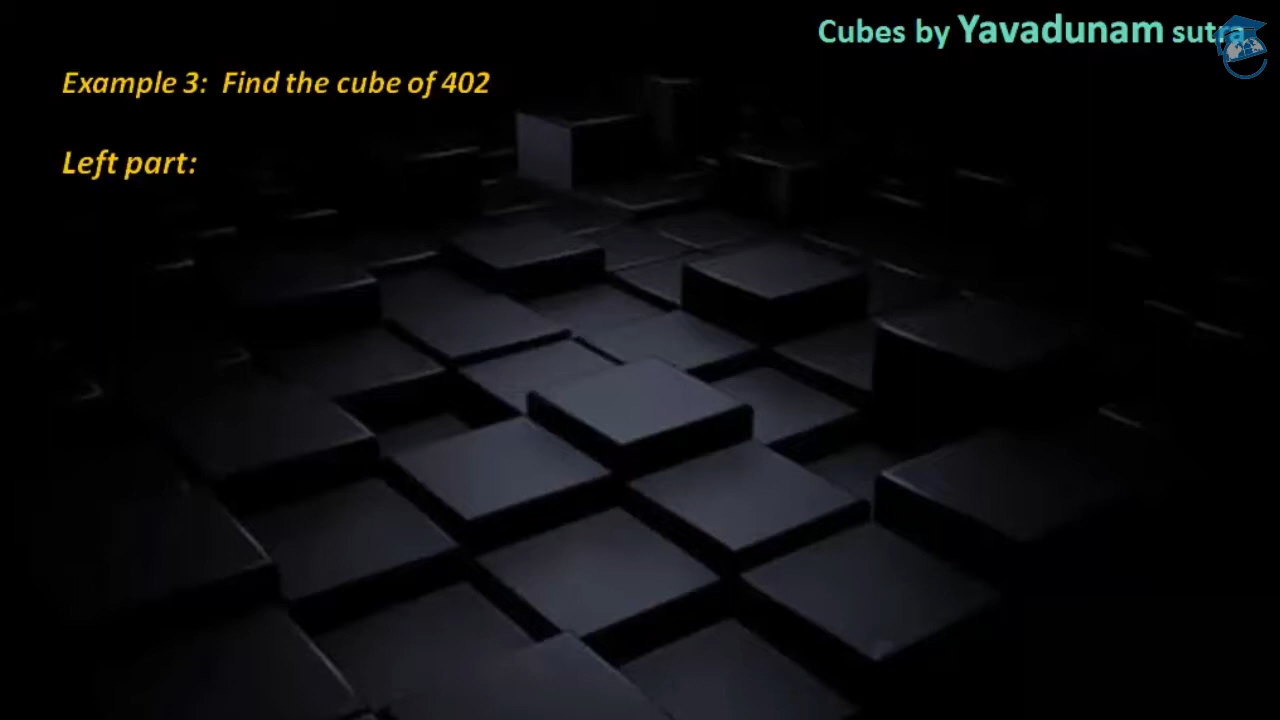 Cubes by Yavadunam sutra
Example 3: Find the cube of 402
Left part: